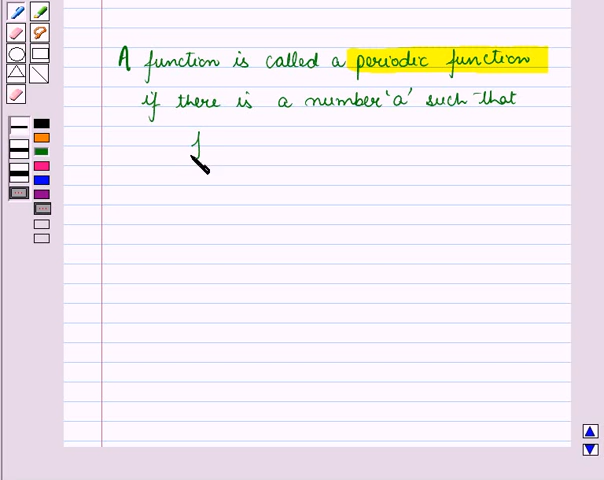 A function is called a periodic function
if there is a number 'a' such that
f